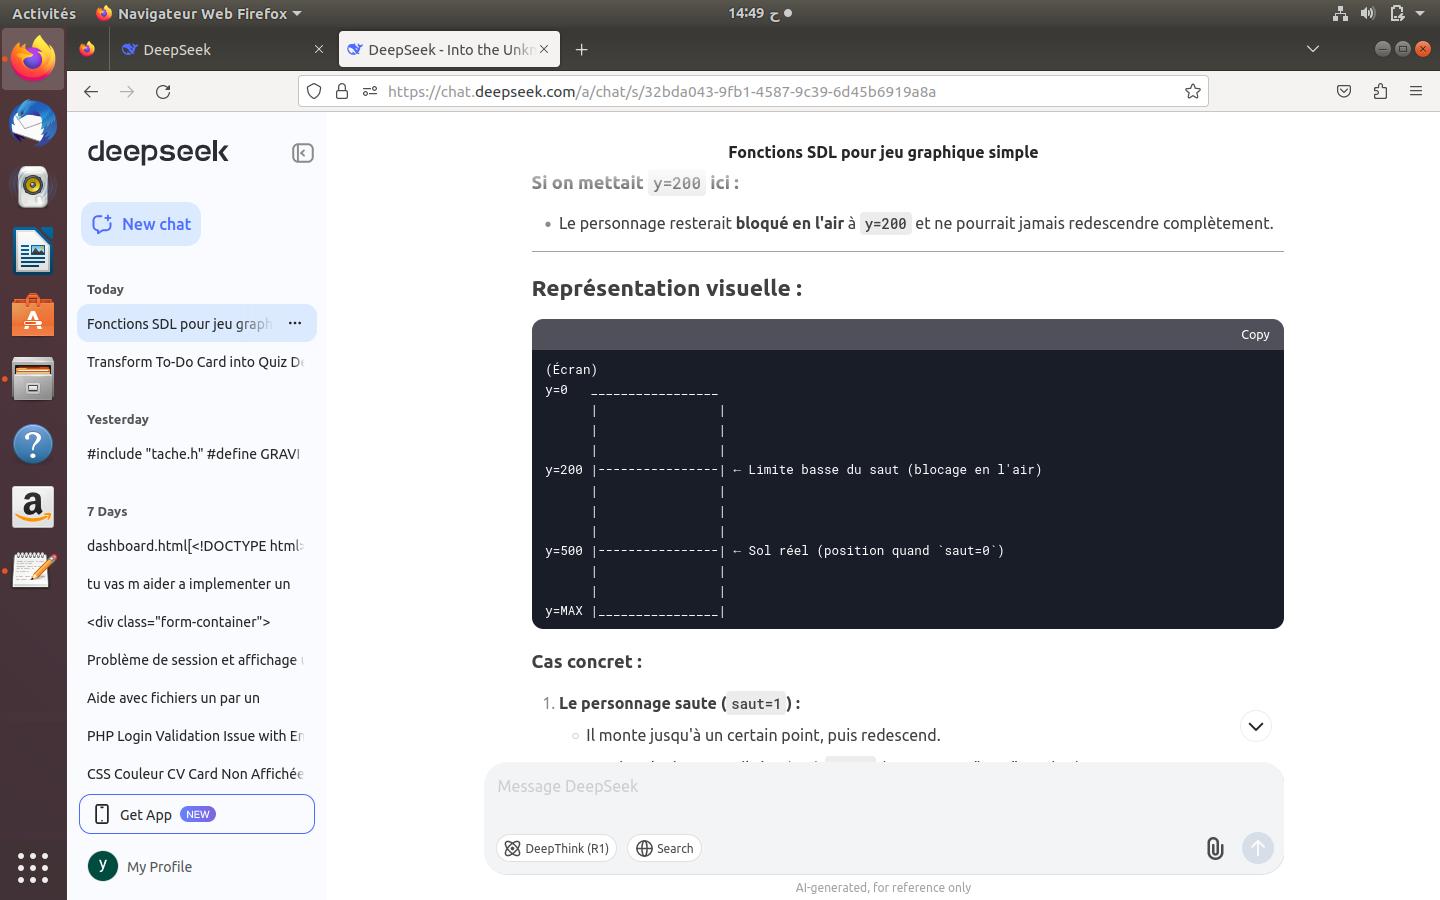 Activités
Navigateur Web Firefox
14:49 ح
DeepSeek
DeepSeek - Into the Unkn
https://chat.deepseek.com/a/chat/s/32bda043-9fb1-4587-9c39-6d45b6919a8a
deepseek
New chat
Today
Fonctions SDL pour jeu graph
Transform To-Do Card into Quiz De
Yesterday
#include "tache.h" #define GRAVI
7 Days
dashboard.html[<!DOCTYPE html>
tu vas m aider a implementer un
<div class="form-container">
Problème de session et affichage u
Aide avec fichiers un par un
PHP Login Validation Issue with Em
CSS Couleur CV Card Non Affichée
Get App NEW
y My Profile
Fonctions SDL pour jeu graphique simple
Si on mettait y=200 ici :
• Le personnage resterait bloqué en l'air à y=200 et ne pourrait jamais redescendre complètement.
Représentation visuelle :
Copy
(Écran)
y=0 _________________
| |
| |
| |
y=200 |----------------| ← Limite basse du saut (blocage en l'air)
| |
| |
| |
y=500 |----------------| ← Sol réel (position quand `saut=0`)
| |
| |
y=MAX |________________|
Cas concret :
1. Le personnage saute ( saut=1 ) :
Il monte jusqu'à un certain point, puis redescend.
Message DeepSeek
DeepThink (R1)
Search
AI-generated, for reference only